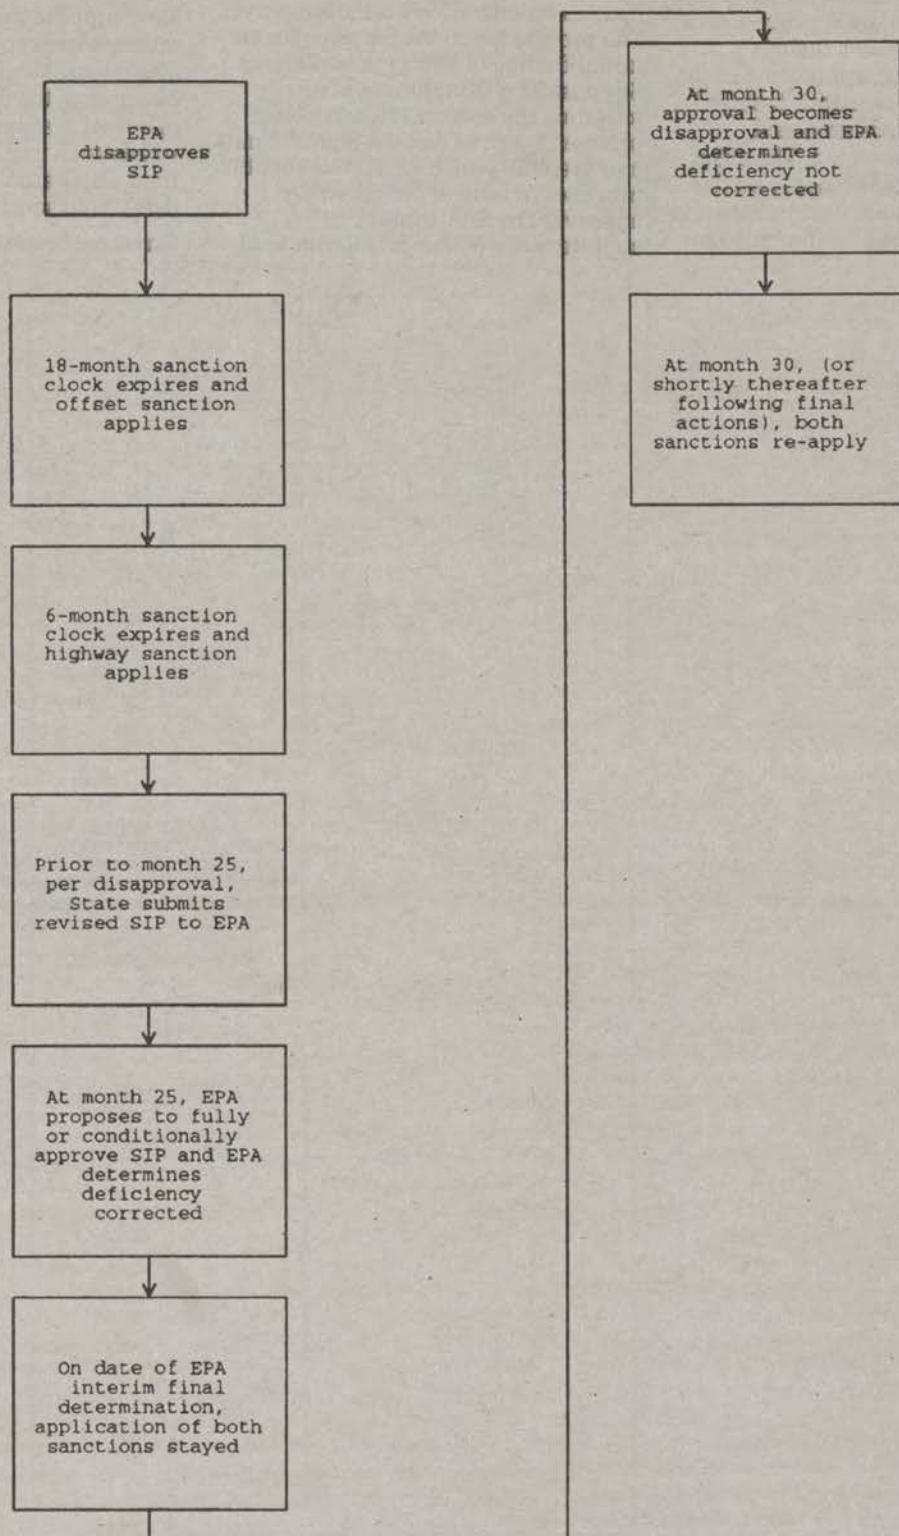 EPA
disapproves
SIP
18-month sanction
clock expires and
offset sanction
applies
6-month sanction
clock expires and
highway sanction
applies
Prior to month 25,
per disapproval,
State submits
revised SIP to EPA
At month 25, EPA
proposes to fully
or conditionally
approve SIP and EPA
determines
deficiency
corrected
On date of EPA
interim final
determination,
application of both
sanctions stayed
At month 30,
approval becomes
disapproval and EPA
determines
deficiency not
corrected
At month 30, (or
shortly thereafter
following final
actions), both
sanctions re-apply